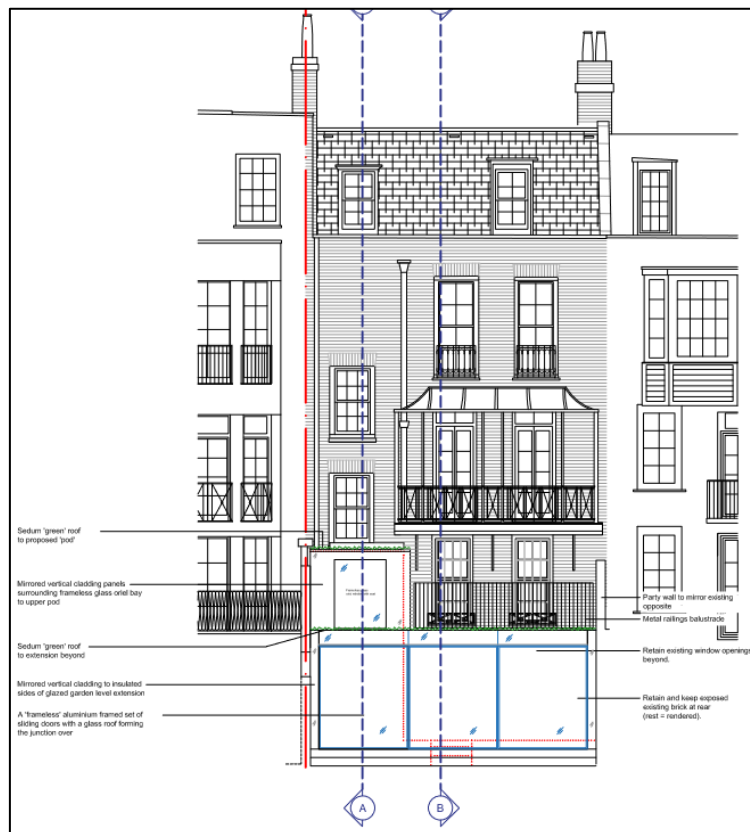 Sedum 'green' roof
to proposed 'pod'
Mirrored vertical cladding panels
surrounding frameless glass oriel bay
to upper pod
Sedum 'green' roof
to extension beyond
Mirrored vertical cladding to insulated
sides of glazed garden level extension
A 'frameless' aluminium framed set of
sliding doors with a glass roof forming
the junction over
Party wall to mirror existing
opposite
Metal railings balustrade
Retain existing window openings
beyond.
Retain and keep exposed
existing brick at rear
(rest = rendered).
A
B